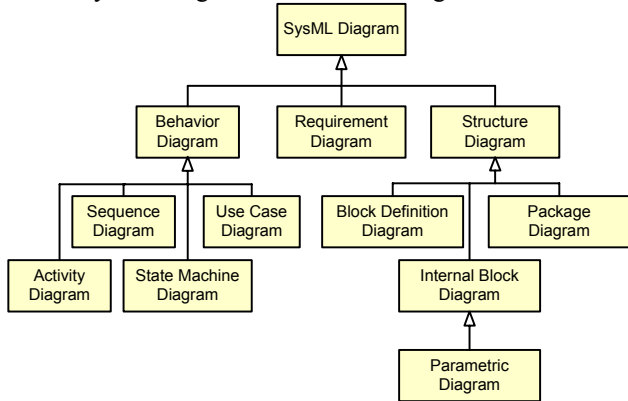 SysML Diagram
Behavior
Diagram
Requirement
Diagram
Structure
Diagram
Sequence
Diagram
Use Case
Diagram
Block Definition
Diagram
Package
Diagram
Activity
Diagram
State Machine
Diagram
Internal Block
Diagram
Parametric
Diagram